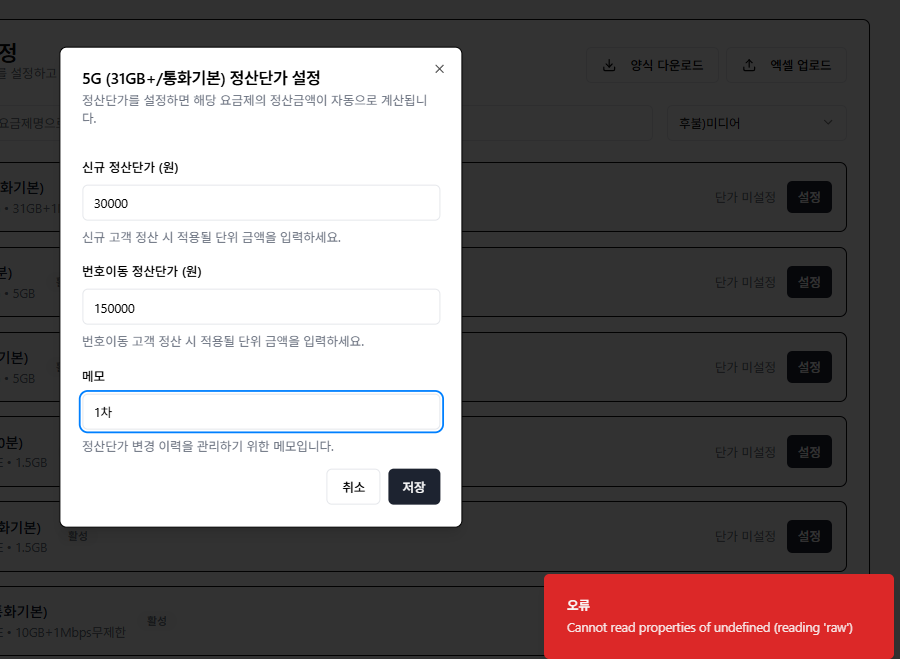 정
를 설정하고
양식 다운로드
엑셀 업로드
요금제명으로
후불)미디어
5G (31GB+/통화기본) 정산단가 설정
정산단가를 설정하면 해당 요금제의 정산금액이 자동으로 계산됩니
다.
신규 정산단가 (원)
30000
신규 고객 정산 시 적용될 단위 금액을 입력하세요.
번호이동 정산단가 (원)
150000
번호이동 고객 정산 시 적용될 단위 금액을 입력하세요.
메모
1차
정산단가 변경 이력을 관리하기 위한 메모입니다.
취소
저장
화기본)
• 31GB+1
단가 미설정
설정
분)
• 5GB
단가 미설정
설정
기본)
• 5GB
단가 미설정
설정
0분)
E • 1.5GB
단가 미설정
설정
화기본)
활성
E • 1.5GB
단가 미설정
설정
통화기본)
활성
E • 10GB+1Mbps무제한
오류
Cannot read properties of undefined (reading 'raw')